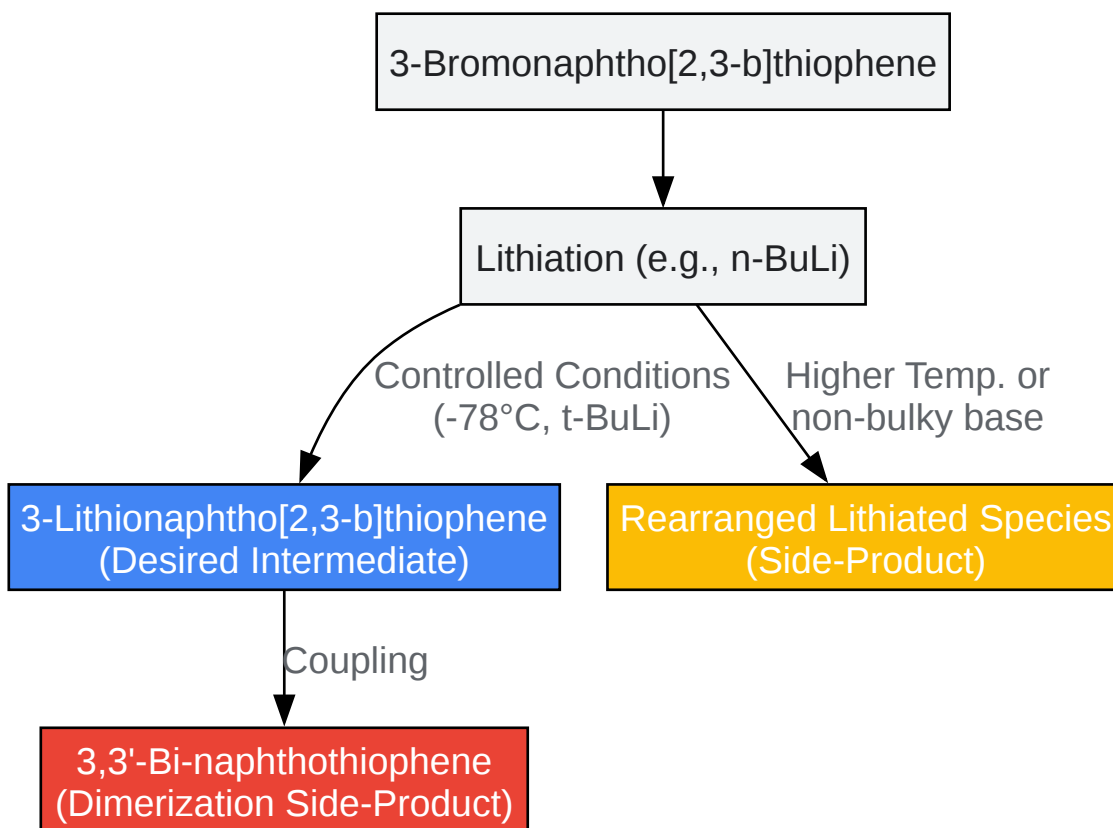 3-Bromonaphtho[2,3-b]thiophene
Lithiation (e.g., n-BuLi)
Controlled Conditions
(-78°C, t-BuLi)
Higher Temp. or
non-bulky base
3-Lithionaphtho[2,3-b]thiophene
(Desired Intermediate)
Rearranged Lithiated Species
(Side-Product)
Coupling
3,3'-Bi-naphthothiophene
(Dimerization Side-Product)